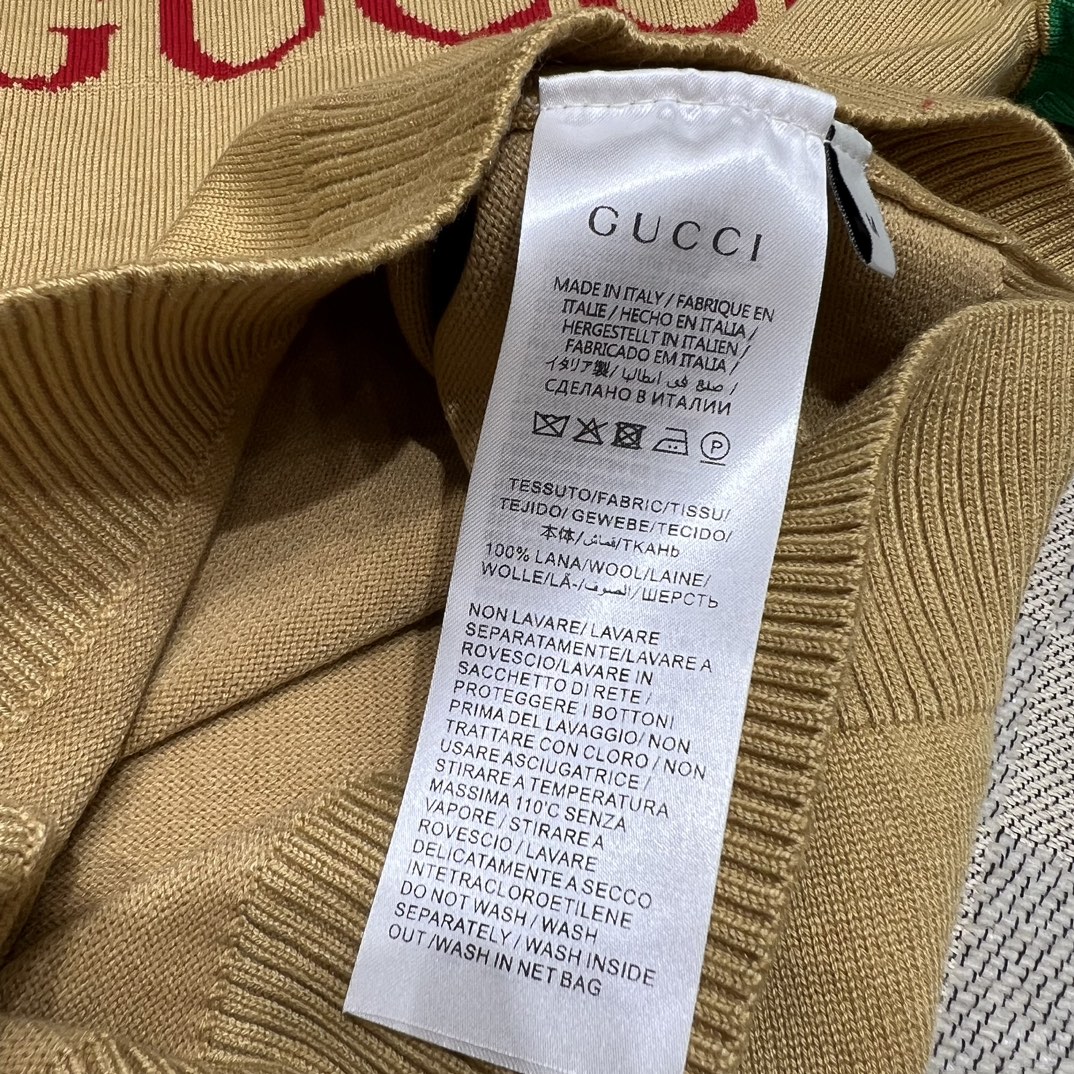 GUCCI
GUCCI
MADE IN ITALY / FABRIQUE EN
ITALIE / HECHO EN ITALIA /
HERGESTELLT IN ITALIEN /
FABRICADO EM ITALIA /
イタリア製 / صنع في ايطاليا /
СДЕЛАНО В ИТАЛИИ
P
TESSUTO/FABRIC/TISSU/
TEJIDO/ GEWEBE/TECIDO/
本体/قماش/ТКАНЬ
100% LANA/WOOL/LAINE/
WOLLE/LÃ-/الصوف/ШЕРСТЬ
NON LAVARE/ LAVARE
SEPARATAMENTE/LAVARE A
ROVESCIO/LAVARE IN
SACCHETTO DI RETE /
PROTEGGERE I BOTTONI
PRIMA DEL LAVAGGIO/ NON
TRATTARE CON CLORO / NON
USARE ASCIUGATRICE /
STIRARE A TEMPERATURA
MASSIMA 110'C SENZA
VAPORE / STIRARE A
ROVESCIO / LAVARE
DELICATAMENTE A SECCO
INTETRACLOROETILENE
DO NOT WASH / WASH
SEPARATELY / WASH INSIDE
OUT /WASH IN NET BAG